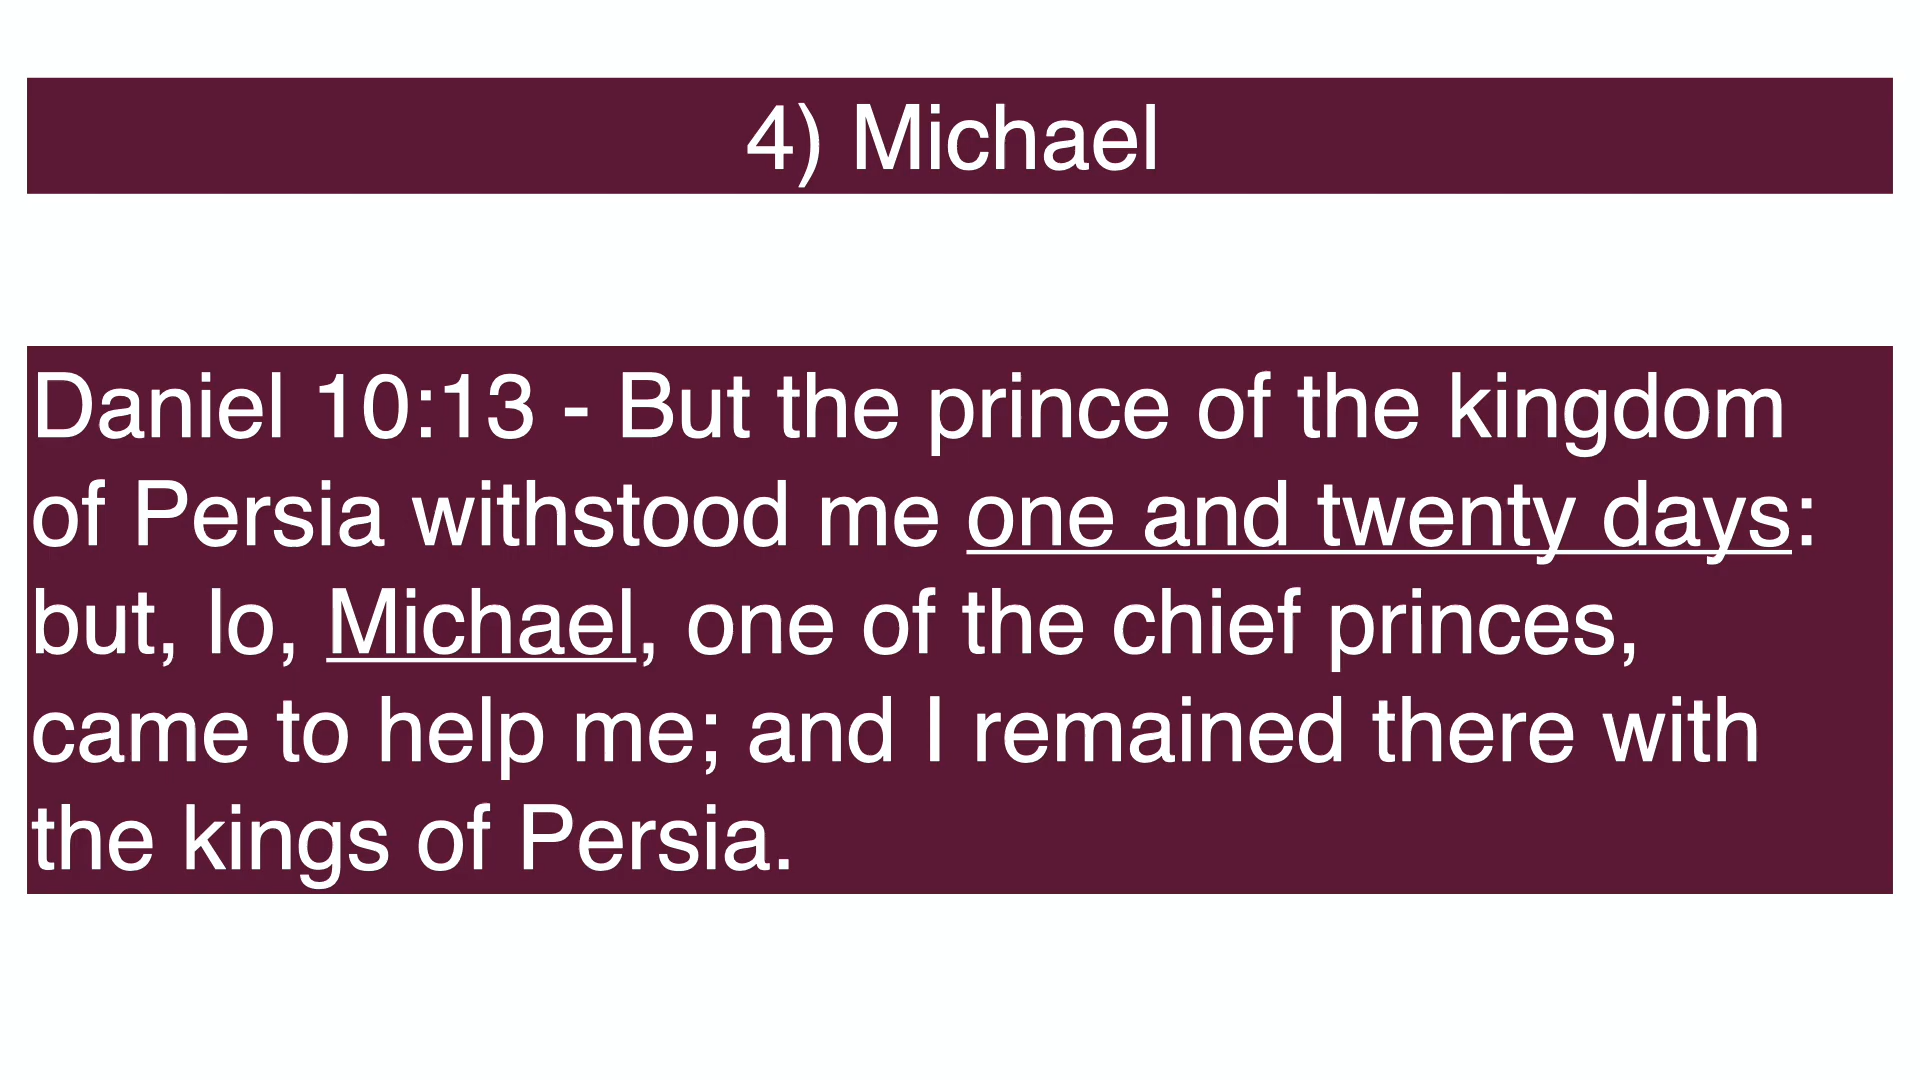 4) Michael
Daniel 10:13 - But the prince of the kingdom
of Persia withstood me one and twenty days:
but, lo, Michael, one of the chief princes,
came to help me; and I remained there with
the kings of Persia.